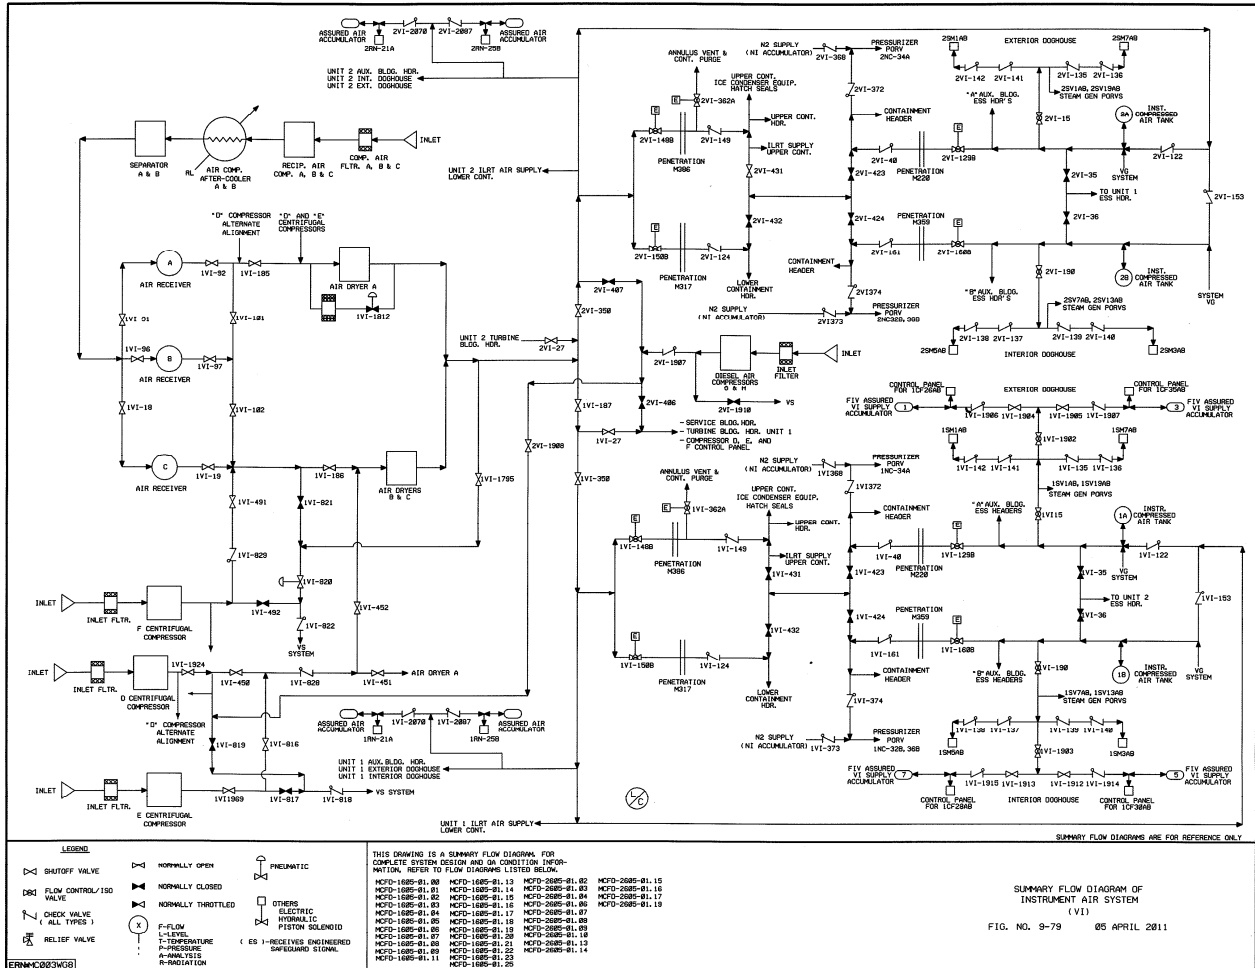 ASSURED AIR
ACCUMULATOR
2VI-2070
2VI-2087
ASSURED AIR
ACCUMULATOR
2RN-21A
2RN-25B
UNIT 2 AUX. BLDG. HDR.
UNIT 2 INT. DOGHOUSE
UNIT 2 EXT. DOGHOUSE
SEPARATOR
A & B
RL
AIR COMP.
AFTER-COOLER
A & B
RECIP. AIR
COMP. A, B & C
COMP. AIR
FLTR. A, B & C
INLET
UNIT 2 ILRT AIR SUPPLY
LOWER CONT.
"D" COMPRESSOR
ALTERNATE
ALIGNMENT
"D" AND "E"
CENTRIFUGAL
COMPRESSORS
A
AIR RECEIVER
1VI-92
1VI-185
AIR DRYER A
1VI-1812
1VI-101
1VI-96
B
AIR RECEIVER
1VI-97
1VI-18
1VI-102
C
AIR RECEIVER
1VI-19
1VI-186
AIR DRYERS
B & C
1VI-491
1VI-821
1VI-829
1VI-820
1VI-452
1VI-492
1VI-822
VS
SYSTEM
1VI-1795
2VI-1908
INLET
INLET FLTR.
F CENTRIFUGAL
COMPRESSOR
INLET
INLET FLTR.
D CENTRIFUGAL
COMPRESSOR
1VI-1924
1VI-450
1VI-828
1VI-451
AIR DRYER A
"D" COMPRESSOR
ALTERNATE
ALIGNMENT
1VI-819
1VI-816
INLET
INLET FLTR.
E CENTRIFUGAL
COMPRESSOR
1VI1969
1VI-817
1VI-818
VS SYSTEM
ASSURED AIR
ACCUMULATOR
1VI-2070
1VI-2087
ASSURED AIR
ACCUMULATOR
1RN-21A
1RN-25B
UNIT 1 AUX. BLDG. HDR.
UNIT 1 EXTERIOR DOGHOUSE
UNIT 1 INTERIOR DOGHOUSE
UNIT 1 ILRT AIR SUPPLY
LOWER CONT.
UNIT 2 TURBINE
BLDG. HDR.
2VI-27
2VI-407
2VI-350
2VI-1907
DIESEL AIR
COMPRESSORS
G & H
INLET
FILTER
INLET
2VI-1910
VS
1VI-187
2VI-406
1VI-27
- SERVICE BLDG. HDR.
- TURBINE BLDG. HDR. UNIT 1
- COMPRESSOR D, E, AND
F CONTROL PANEL
1VI-350
ANNULUS VENT &
CONT. PURGE
E
2VI-362A
E
2VI-148B
PENETRATION
M386
2VI-149
UPPER CONT.
ICE CONDENSER EQUIP.
HATCH SEALS
UPPER CONT.
HDR.
ILRT SUPPLY
UPPER CONT.
2VI-431
2VI-432
E
2VI-150B
PENETRATION
M317
2VI-124
LOWER
CONTAINMENT
HDR.
N2 SUPPLY
(NI ACCUMULATOR)
2VI-368
PRESSURIZER
PORV
2NC-34A
2VI-372
CONTAINMENT
HEADER
2VI-40
2VI-423
PENETRATION
M220
E
2VI-129B
2VI-424
PENETRATION
M359
E
2VI-161
2VI-160B
CONTAINMENT
HEADER
2VI374
N2 SUPPLY
(NI ACCUMULATOR)
2VI373
PRESSURIZER
PORV
2NC32B,36B
2SM1AB
EXTERIOR DOGHOUSE
2SM7AB
2VI-142
2VI-141
2VI-135
2VI-136
2SV1AB, 2SV19AB
STEAM GEN PORVS
"A" AUX. BLDG.
ESS HDR'S
2VI-15
2A
INST.
COMPRESSED
AIR TANK
VG
SYSTEM
2VI-122
2VI-35
TO UNIT 1
ESS HDR.
2VI-36
2VI-153
"B" AUX. BLDG.
ESS HDR'S
2VI-190
2B
INST.
COMPRESSED
AIR TANK
SYSTEM
VG
2SV7AB, 2SV13AB
STEAM GEN PORVS
2VI-138
2VI-137
2VI-139
2VI-140
2SM5AB
INTERIOR DOGHOUSE
2SM3AB
CONTROL PANEL
FOR 1CF26AB
EXTERIOR DOGHOUSE
CONTROL PANEL
FOR 1CF35AB
FIV ASSURED
VI SUPPLY
ACCUMULATOR
1
1VI-1906
1VI-1904
1VI-1905
1VI-1907
3
FIV ASSURED
VI SUPPLY
ACCUMULATOR
1SM1AB
1VI-1902
1SM7AB
1VI-142
1VI-141
1VI-135
1VI-136
1SV1AB, 1SV19AB
STEAM GEN PORVS
"A" AUX. BLDG.
ESS HEADERS
1VI15
1A
INSTR.
COMPRESSED
AIR TANK
VG
SYSTEM
1VI-122
1VI-35
TO UNIT 2
ESS HDR.
1VI-36
1VI-153
ANNULUS VENT &
CONT. PURGE
E
1VI-362A
E
1VI-148B
PENETRATION
M386
1VI-149
UPPER CONT.
ICE CONDENSER EQUIP.
HATCH SEALS
UPPER CONT.
HDR.
ILRT SUPPLY
UPPER CONT.
1VI-431
1VI-432
E
1VI-150B
PENETRATION
M317
1VI-124
LOWER
CONTAINMENT
HDR.
N2 SUPPLY
(NI ACCUMULATOR)
1VI368
PRESSURIZER
PORV
1NC-34A
1VI372
CONTAINMENT
HEADER
1VI-40
1VI-423
PENETRATION
M220
E
1VI-129B
1VI-424
PENETRATION
M359
E
1VI-161
1VI-160B
CONTAINMENT
HEADER
1VI-374
N2 SUPPLY
(NI ACCUMULATOR)
1VI-373
PRESSURIZER
PORV
1NC-32B,36B
"B" AUX. BLDG.
ESS HEADERS
VI-190
1B
INSTR.
COMPRESSED
AIR TANK
VG
SYSTEM
1SV7AB, 1SV13AB
STEAM GEN PORVS
1VI-138
1VI-137
1VI-139
1VI-140
1SM5AB
1VI-1903
1SM3AB
FIV ASSURED
VI SUPPLY
ACCUMULATOR
7
1VI-1915
1VI-1913
1VI-1912
1VI-1914
5
FIV ASSURED
VI SUPPLY
ACCUMULATOR
CONTROL PANEL
FOR 1CF28AB
INTERIOR DOGHOUSE
CONTROL PANEL
FOR 1CF30AB
L/C
SUMMARY FLOW DIAGRAMS ARE FOR REFERENCE ONLY
LEGEND
SHUTOFF VALVE
FLOW CONTROL/ISO
VALVE
CHECK VALVE
( ALL TYPES )
RELIEF VALVE
NORMALLY OPEN
NORMALLY CLOSED
NORMALLY THROTTLED
X
F-FLOW
L-LEVEL
T-TEMPERATURE
P-PRESSURE
A-ANALYSIS
R-RADIATION
PNEUMATIC
OTHERS
ELECTRIC
HYDRAULIC
PISTON SOLENOID
( ES )-RECEIVES ENGINEERED
SAFEGUARD SIGNAL
ERN#MC003WG8
THIS DRAWING IS A SUMMARY FLOW DIAGRAM. FOR
COMPLETE SYSTEM DESIGN AND QA CONDITION INFOR-
MATION, REFER TO FLOW DIAGRAMS LISTED BELOW.
MCFD-1605-01.00 MCFD-1605-01.13 MCFD-2605-01.02 MCFD-2605-01.15
MCFD-1605-01.01 MCFD-1605-01.14 MCFD-2605-01.03 MCFD-2605-01.16
MCFD-1605-01.02 MCFD-1605-01.15 MCFD-2605-01.04 MCFD-2605-01.17
MCFD-1605-01.03 MCFD-1605-01.16 MCFD-2605-01.06 MCFD-2605-01.19
MCFD-1605-01.04 MCFD-1605-01.17 MCFD-2605-01.07
MCFD-1605-01.05 MCFD-1605-01.18 MCFD-2605-01.08
MCFD-1605-01.06 MCFD-1605-01.19 MCFD-2605-01.09
MCFD-1605-01.07 MCFD-1605-01.20 MCFD-2605-01.10
MCFD-1605-01.08 MCFD-1605-01.21 MCFD-2605-01.13
MCFD-1605-01.09 MCFD-1605-01.22 MCFD-2605-01.14
MCFD-1605-01.11 MCFD-1605-01.23
MCFD-1605-01.25
SUMMARY FLOW DIAGRAM OF
INSTRUMENT AIR SYSTEM
(VI)
FIG. NO. 9-79 05 APRIL 2011